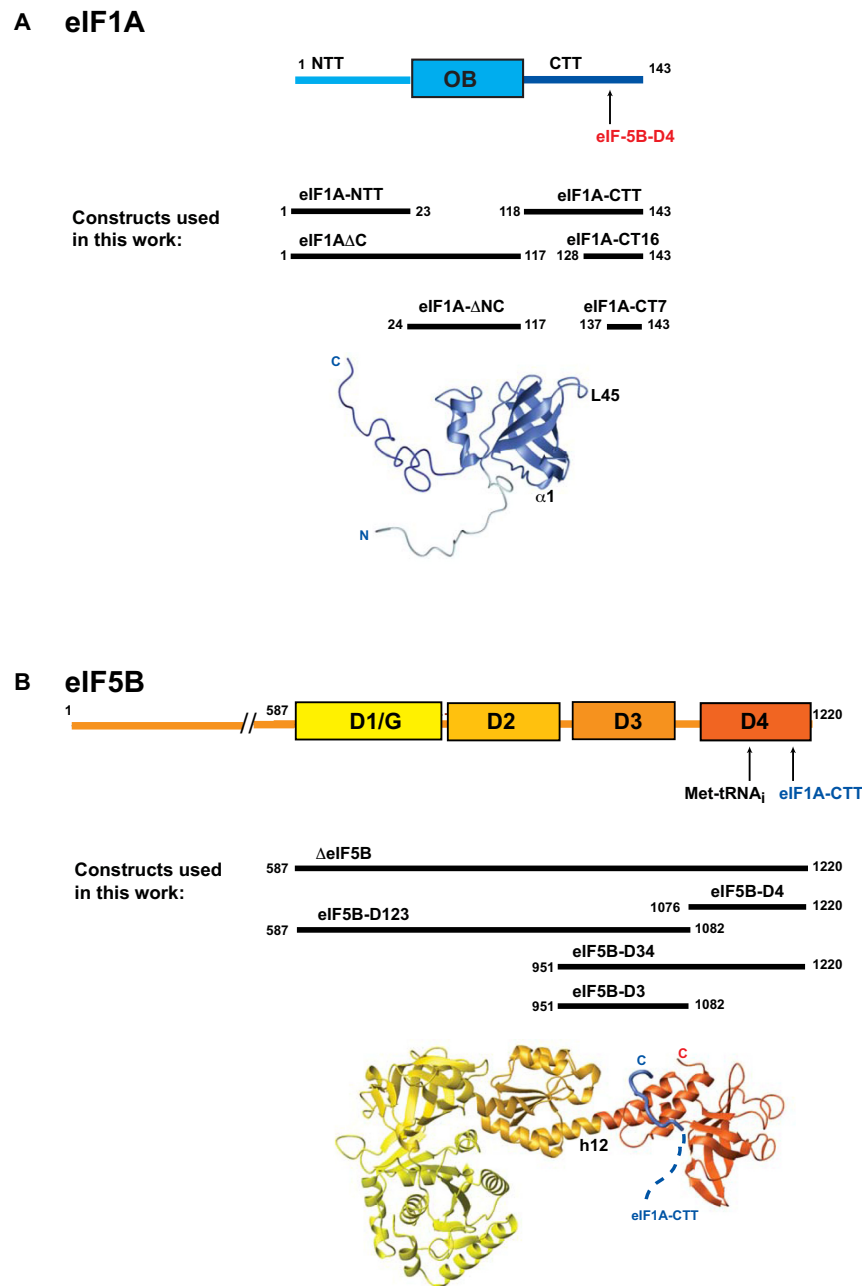 A eIF1A
1 NTT
OB
CTT
143
eIF-5B-D4
Constructs used
in this work:
eIF1A-NTT
1
23
eIF1A-CTT
118
143
eIF1AΔC
1
117
eIF1A-CT16
128
143
eIF1A-ΔNC
24
117
eIF1A-CT7
137
143
C
L45
α1
N
B eIF5B
1
587
D1/G
D2
D3
D4
1220
Met-tRNAi
eIF1A-CTT
Constructs used
in this work:
ΔeIF5B
587
1220
eIF5B-D4
1076
1220
eIF5B-D123
587
1082
eIF5B-D34
951
1220
eIF5B-D3
951
1082
C
C
h12
eIF1A-CTT